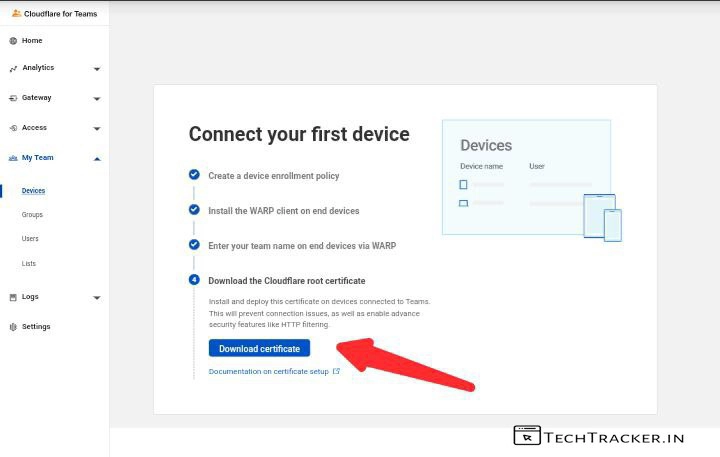 Cloudflare for Teams
Home
Analytics
Gateway
Access
My Team
Devices
Groups
Users
Lists
Logs
Settings
Connect your first device
Create a device enrollment policy
Install the WARP client on end devices
Enter your team name on end devices via WARP
4 Download the Cloudflare root certificate
Install and deploy this certificate on devices connected to Teams.
This will prevent connection issues, as well as enable advance
security features like HTTP filtering.
Download certificate
Documentation on certificate setup
Devices
Device name User
TECHTRACKER.IN